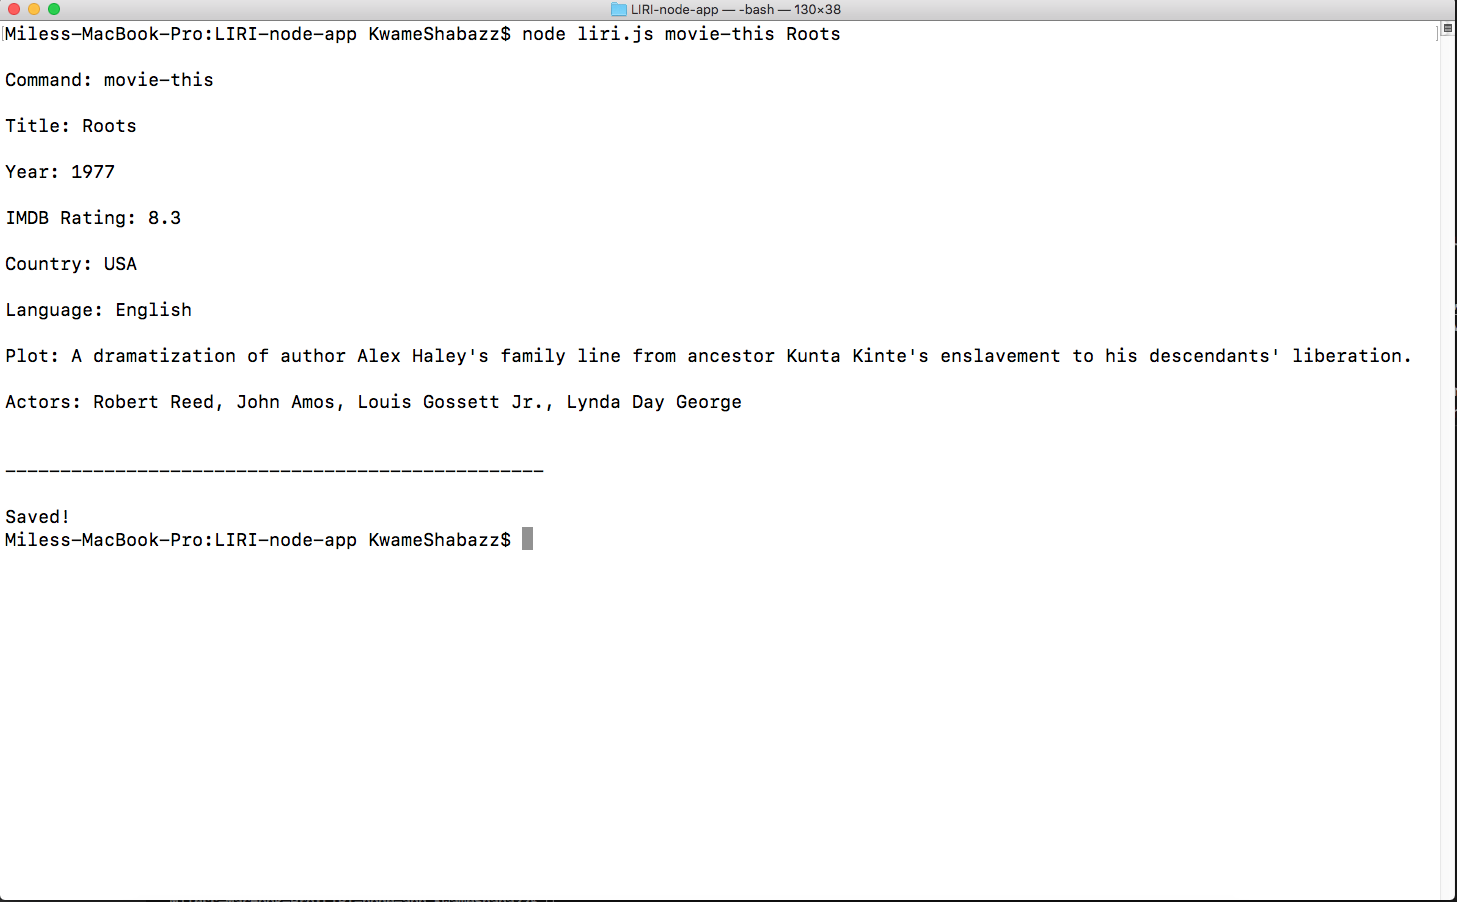 LIRI-node-app — -bash — 130×38
Miless-MacBook-Pro:LIRI-node-app KwameShabazz$ node liri.js movie-this Roots
Command: movie-this
Title: Roots
Year: 1977
IMDB Rating: 8.3
Country: USA
Language: English
Plot: A dramatization of author Alex Haley's family line from ancestor Kunta Kinte's enslavement to his descendants' liberation.
Actors: Robert Reed, John Amos, Louis Gossett Jr., Lynda Day George
-------------------------------------------------
Saved!
Miless-MacBook-Pro:LIRI-node-app KwameShabazz$